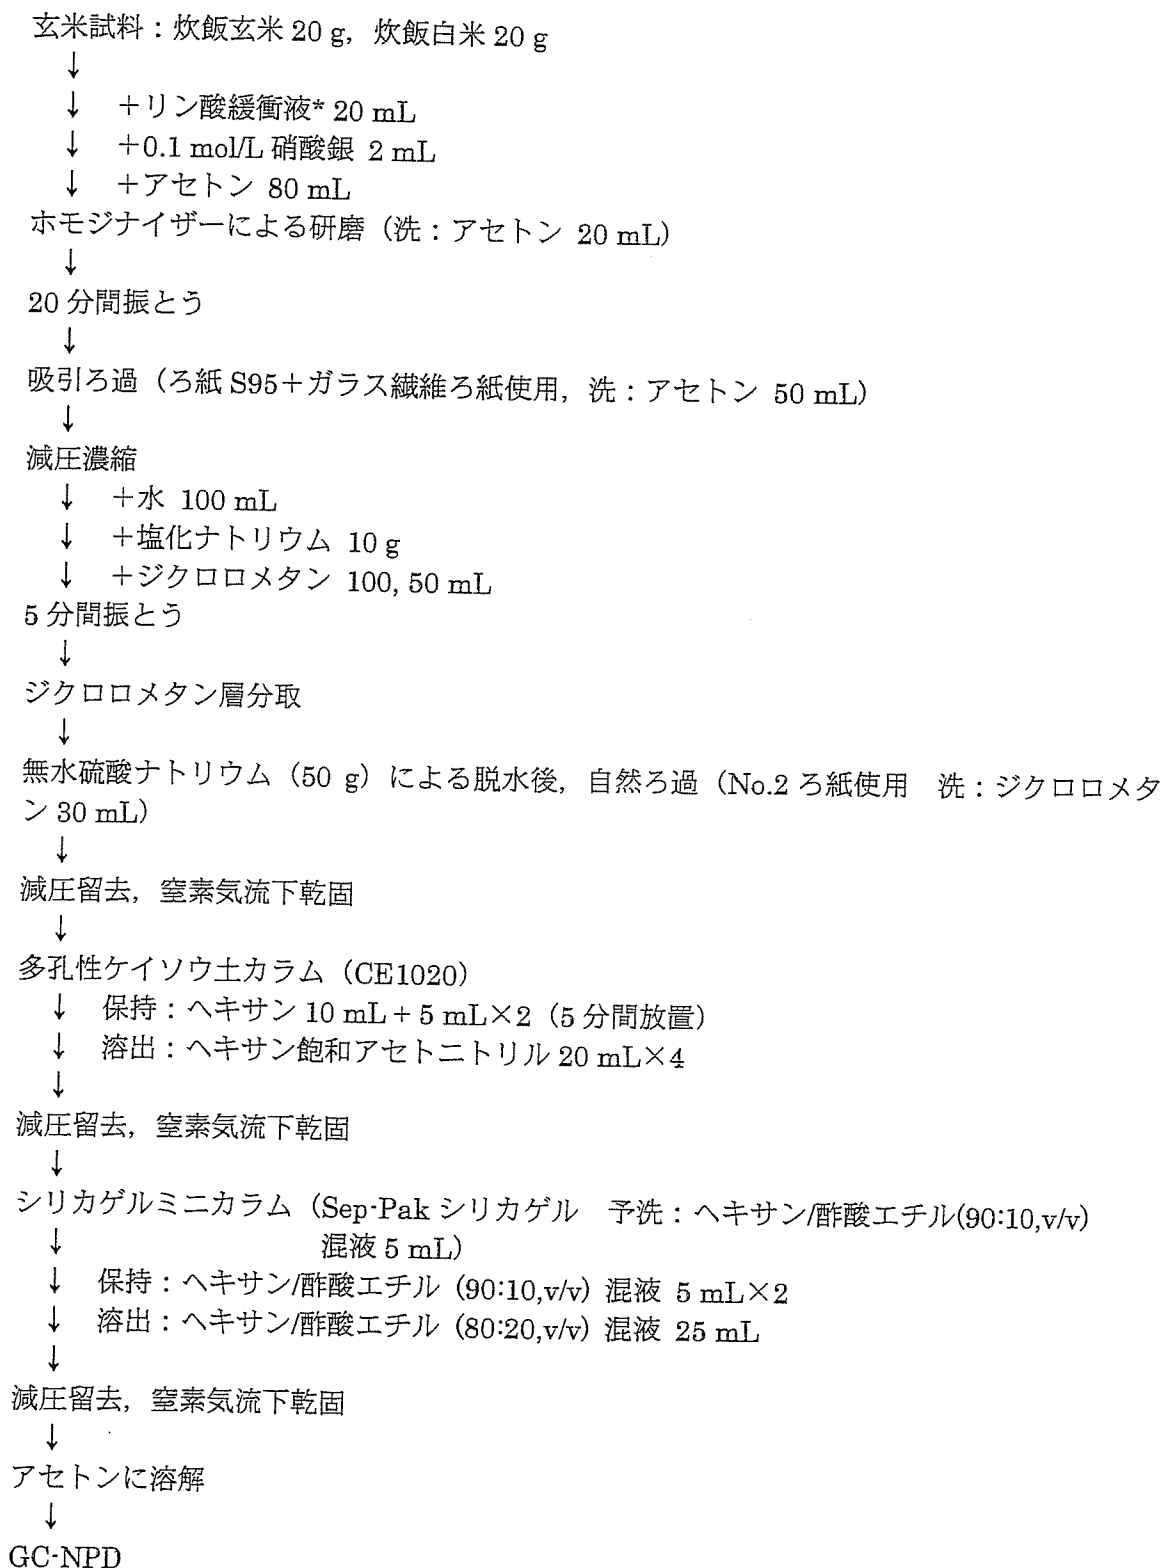 玄米試料：炊飯玄米 20 g，炊飯白米 20 g
↓
↓ ＋リン酸緩衝液* 20 mL
↓ ＋0.1 mol/L 硝酸銀 2 mL
↓ ＋アセトン 80 mL
ホモジナイザーによる研磨（洗：アセトン 20 mL）
↓
20 分間振とう
↓
吸引ろ過（ろ紙 S95＋ガラス繊維ろ紙使用，洗：アセトン 50 mL）
↓
減圧濃縮
↓ ＋水 100 mL
↓ ＋塩化ナトリウム 10 g
↓ ＋ジクロロメタン 100, 50 mL
5 分間振とう
↓
ジクロロメタン層分取
↓
無水硫酸ナトリウム（50 g）による脱水後，自然ろ過（No.2 ろ紙使用　洗：ジクロロメタ
ン 30 mL）
↓
減圧留去，窒素気流下乾固
↓
多孔性ケイソウ土カラム（CE1020）
↓ 保持：ヘキサン 10 mL + 5 mL×2（5 分間放置）
↓ 溶出：ヘキサン飽和アセトニトリル 20 mL×4
↓
減圧留去，窒素気流下乾固
↓
シリカゲルミニカラム（Sep-Pak シリカゲル　予洗：ヘキサン/酢酸エチル(90:10,v/v)
↓ 混液 5 mL）
↓ 保持：ヘキサン/酢酸エチル（90:10,v/v）混液 5 mL×2
↓ 溶出：ヘキサン/酢酸エチル（80:20,v/v）混液 25 mL
↓
減圧留去，窒素気流下乾固
↓
アセトンに溶解
↓
GC-NPD